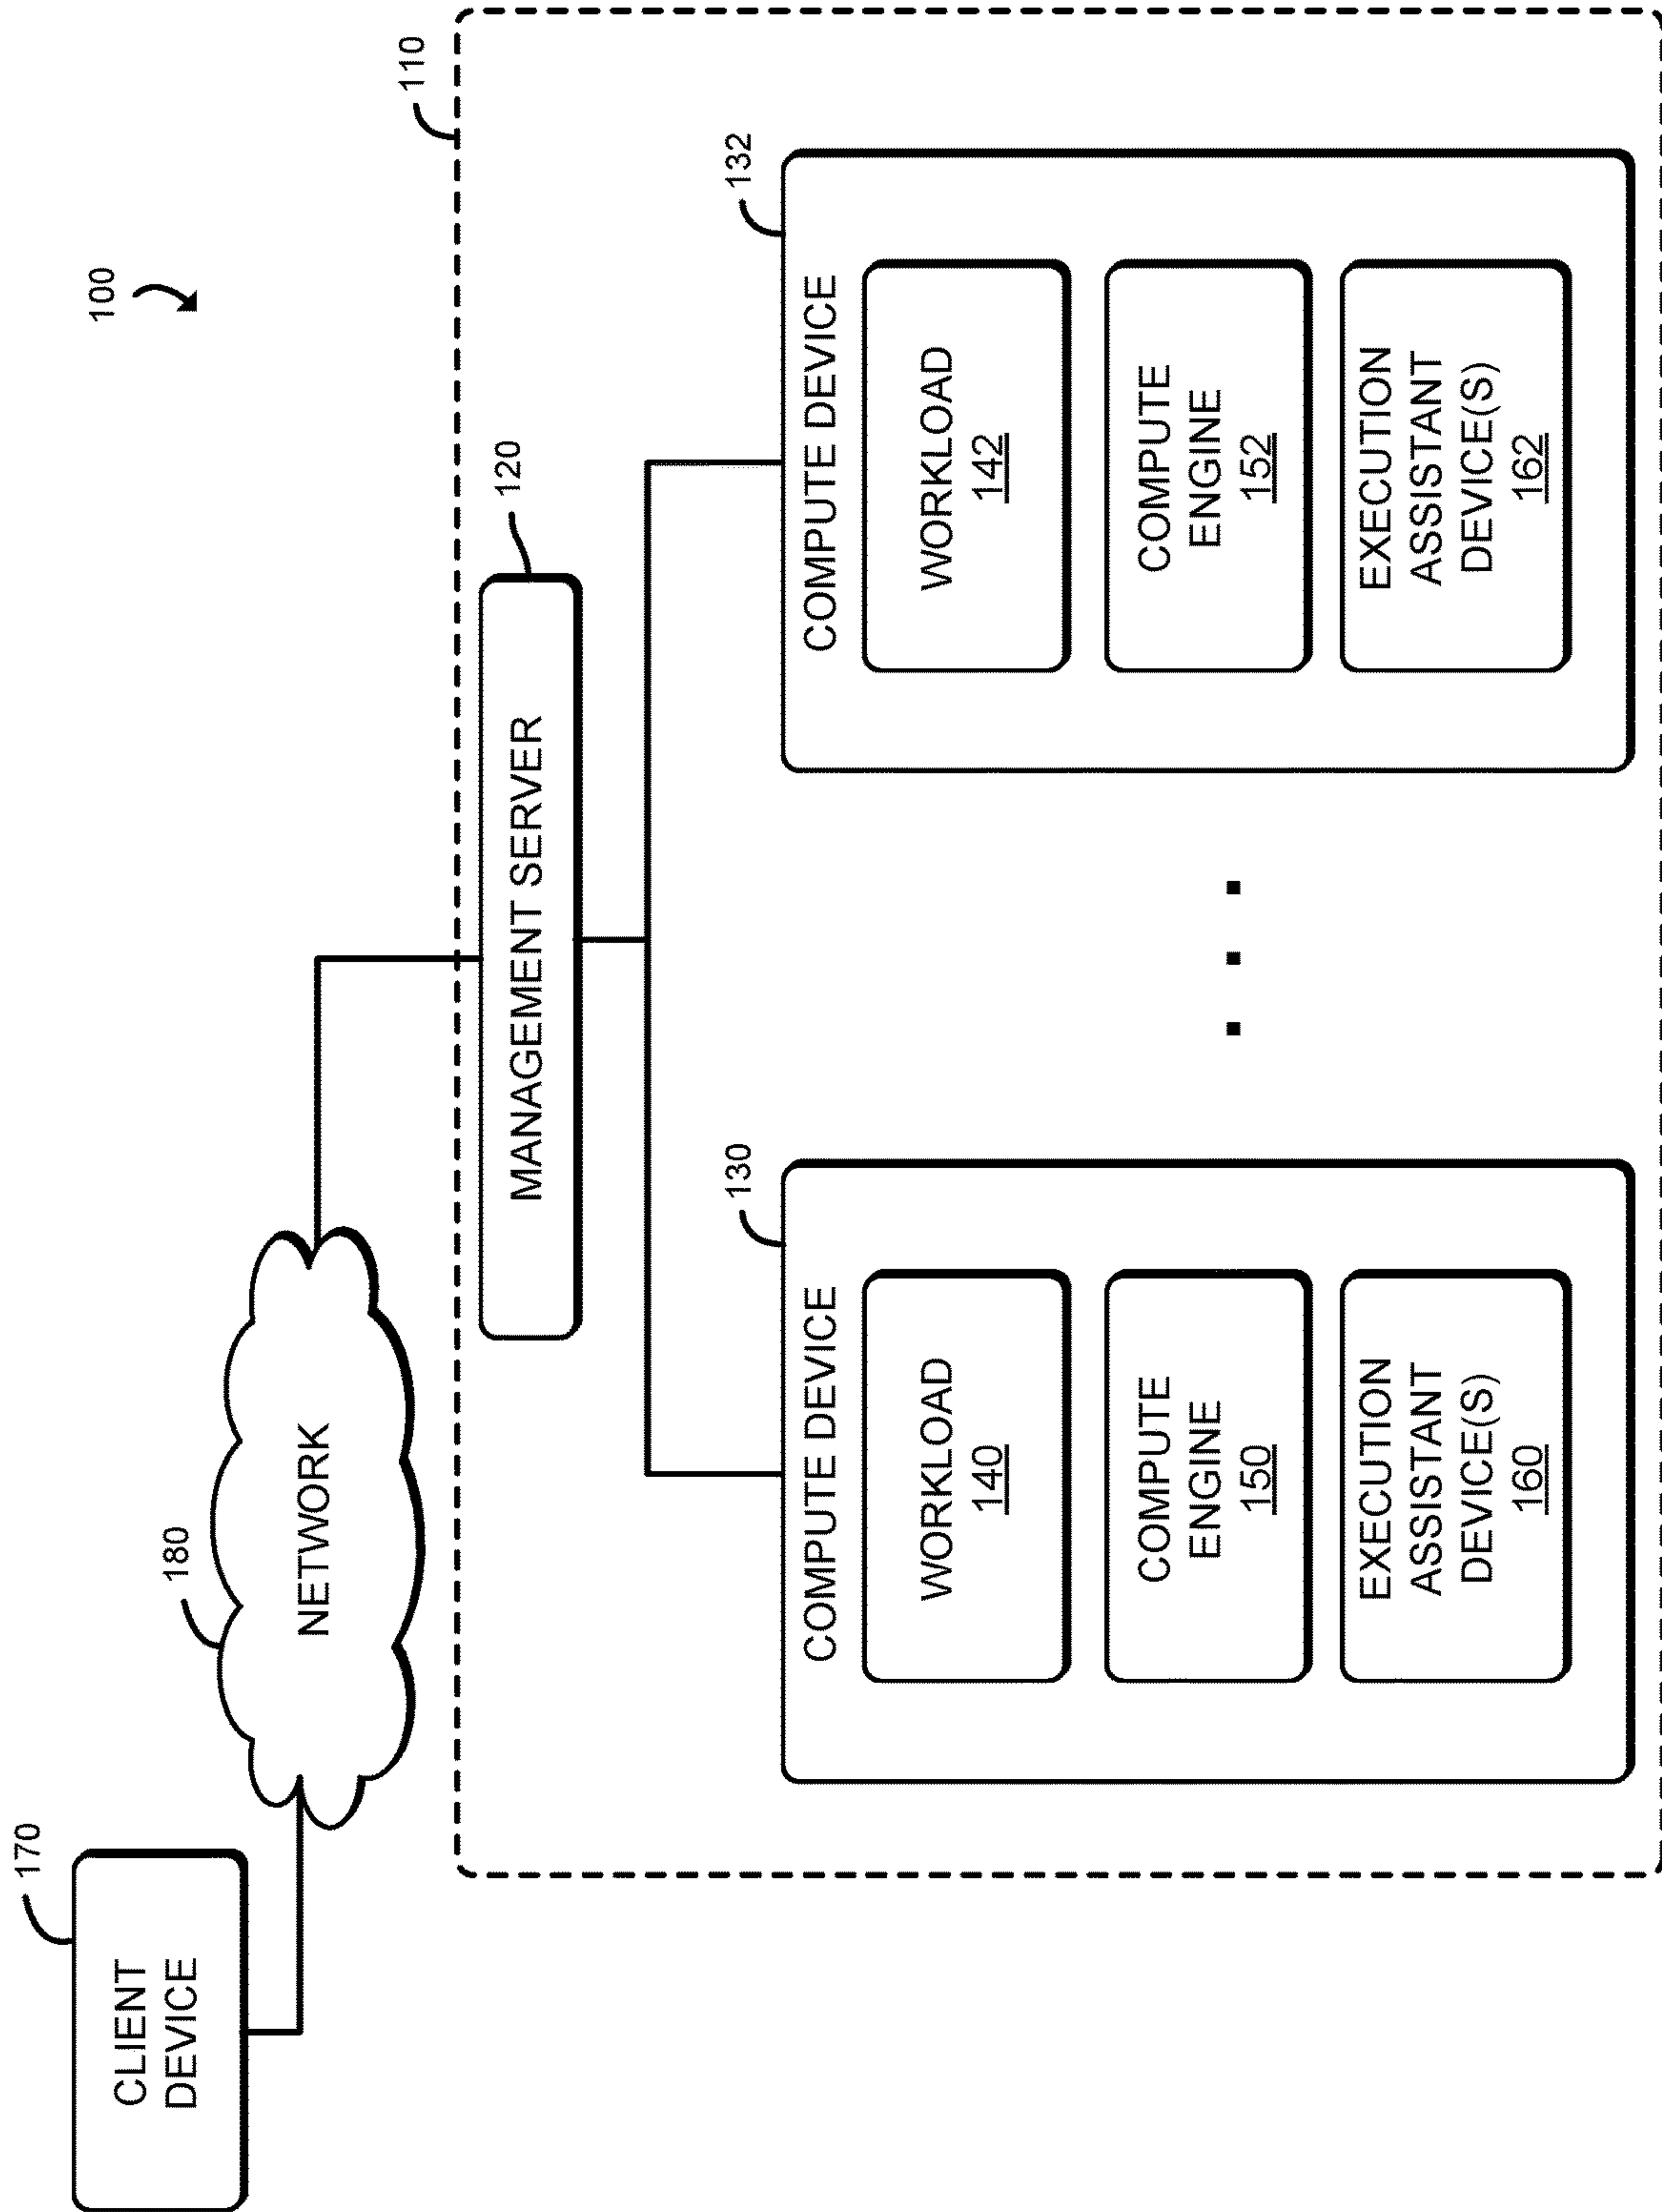 100
170
CLIENT
DEVICE
180
NETWORK
110
120
MANAGEMENT SERVER
130
COMPUTE DEVICE
WORKLOAD
140
COMPUTE
ENGINE
150
EXECUTION
ASSISTANT
DEVICE(S)
160
132
COMPUTE DEVICE
WORKLOAD
142
COMPUTE
ENGINE
152
EXECUTION
ASSISTANT
DEVICE(S)
162